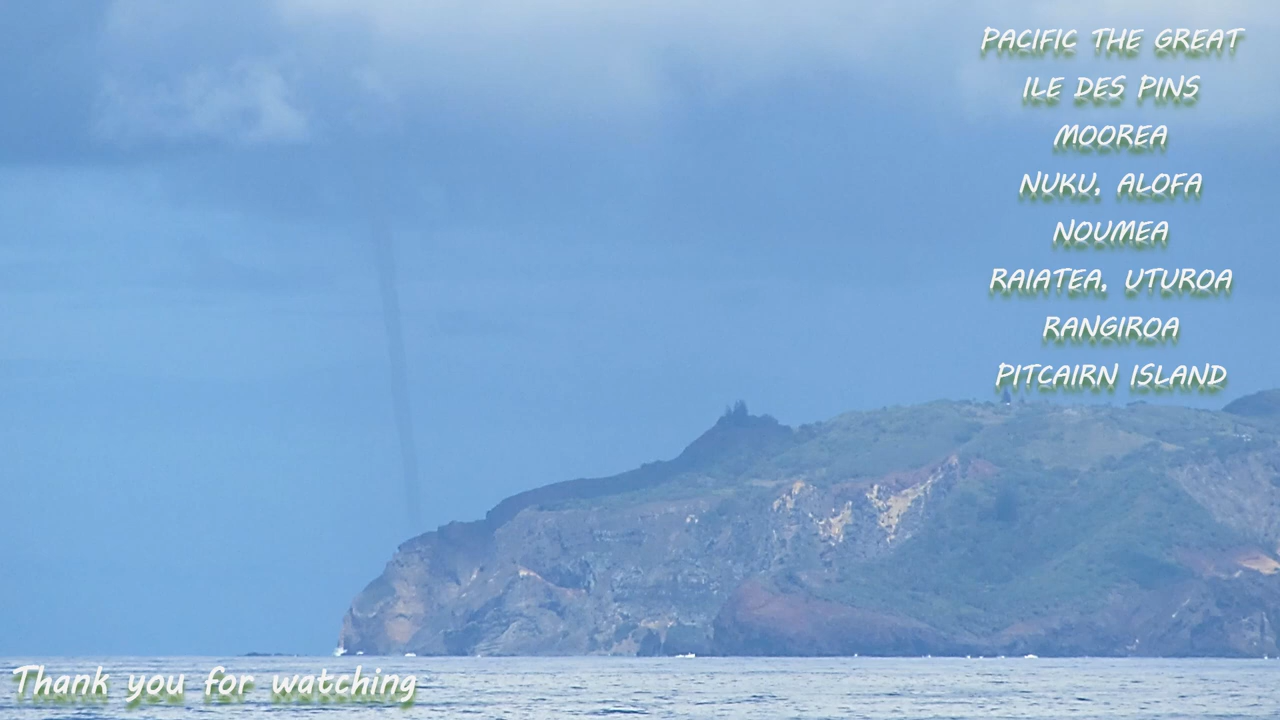 PACIFIC THE GREAT
ILE DES PINS
MOOREA
NUKU, ALOFA
NOUMEA
RAIATEA, UTUROA
RANGIROA
PITCAIRN ISLAND
Thank you for watching